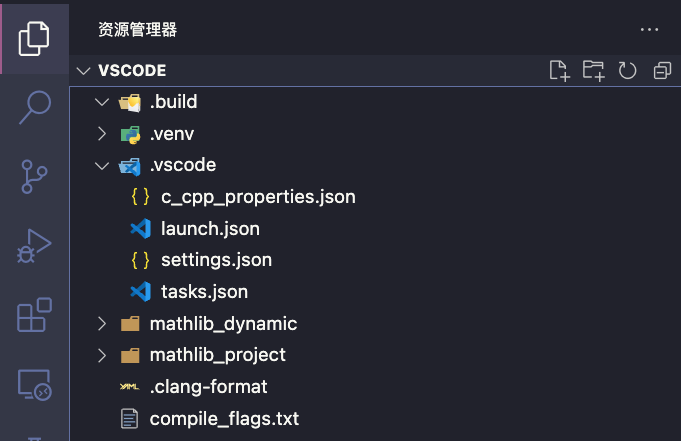 资源管理器
VSCODE
.build
.venv
.vscode
{} c_cpp_properties.json
launch.json
{} settings.json
tasks.json
mathlib_dynamic
mathlib_project
YAML .clang-format
compile_flags.txt